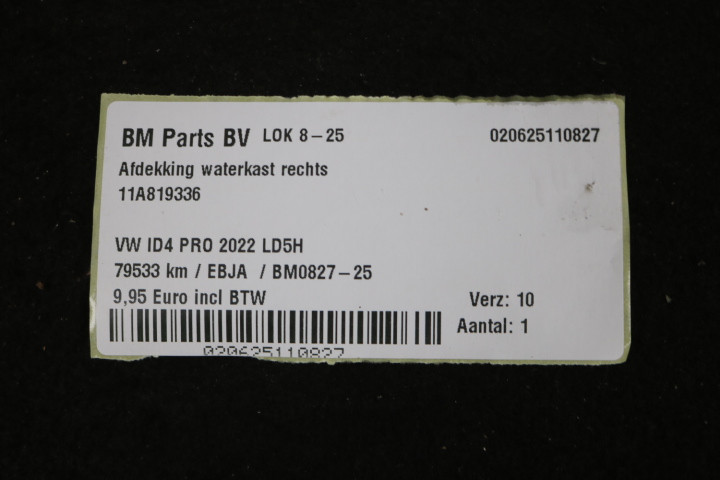 BM Parts BV LOK 8-25 020625110827
Afdekking waterkast rechts
11A819336
VW ID4 PRO 2022 LD5H
79533 km / EBJA / BM0827-25
9,95 Euro incl BTW Verz: 10
Aantal: 1
020625110827